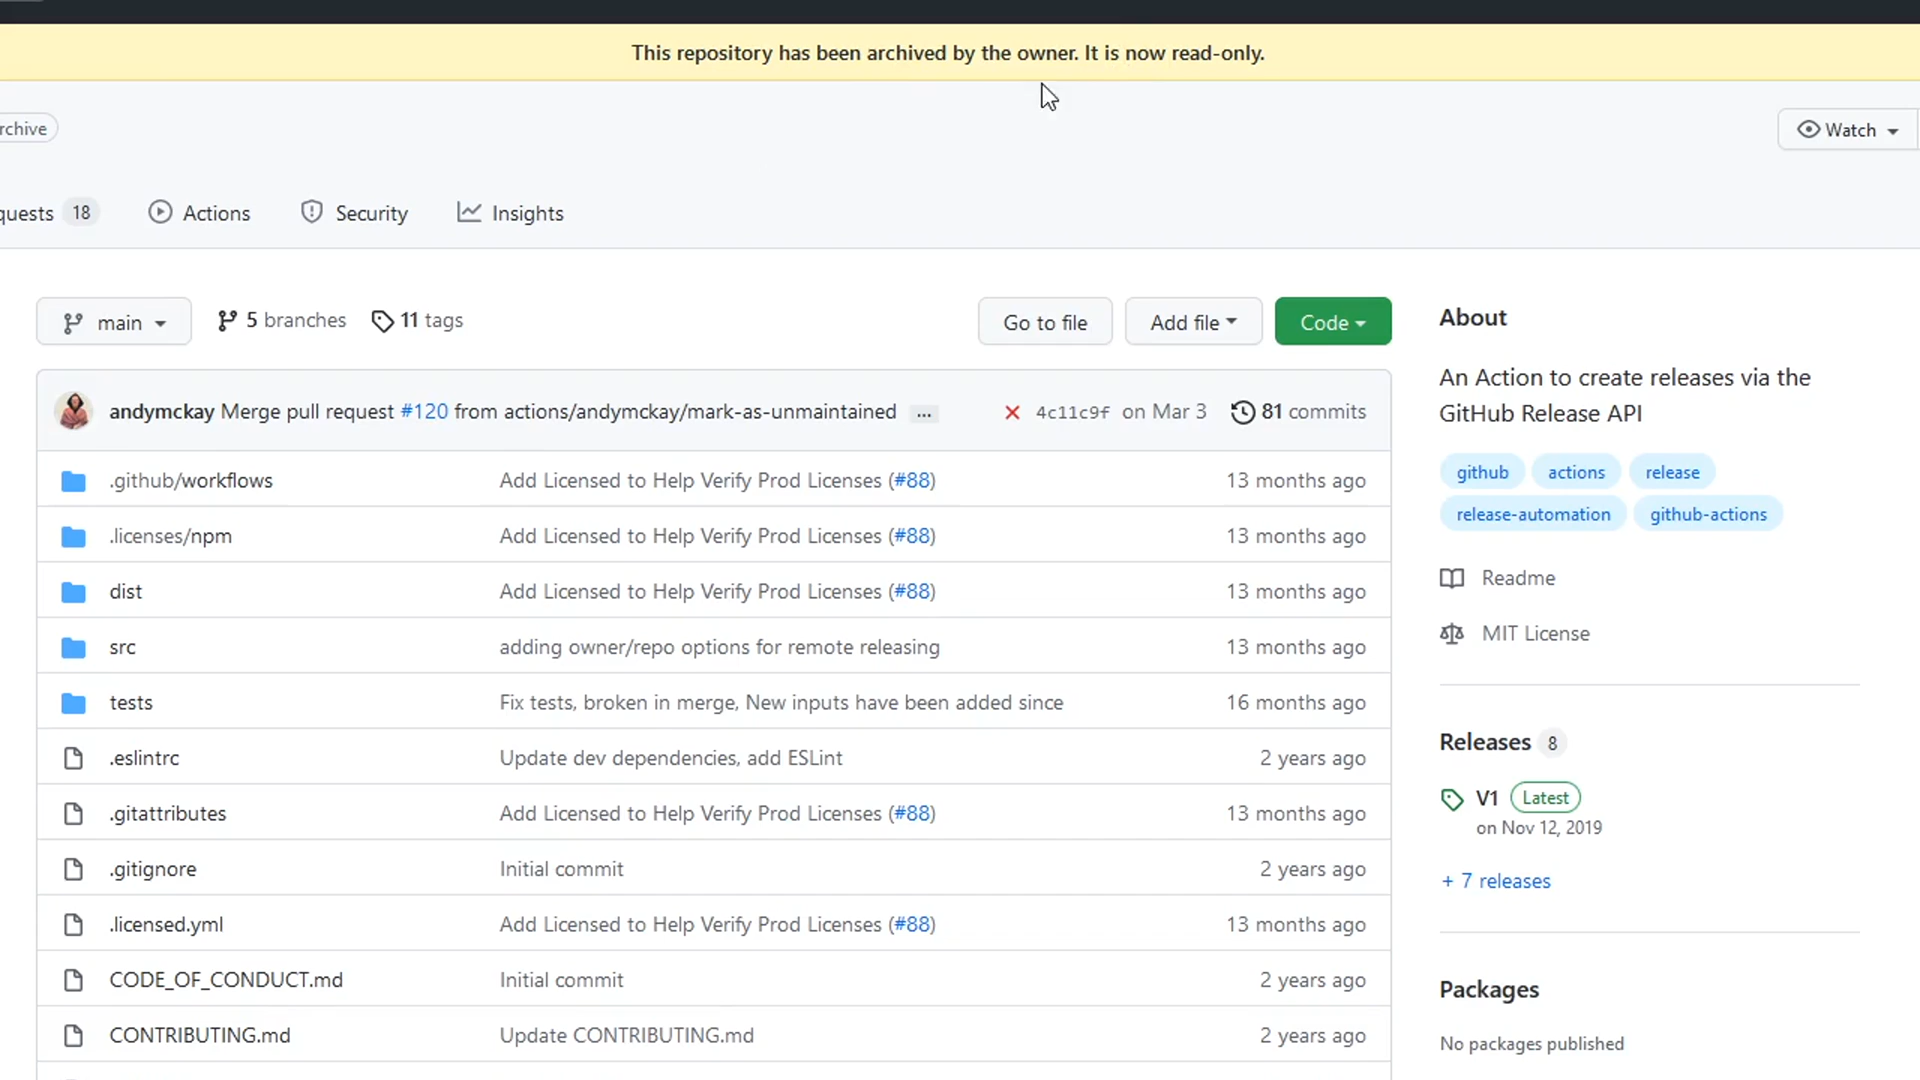 This repository has been archived by the owner. It is now read-only.
rchive
Watch
quests 18
Actions
Security
Insights
main
5 branches
11 tags
Go to file
Add file
Code
andymckay Merge pull request #120 from actions/andymckay/mark-as-unmaintained ... 4c11c9f on Mar 3 81 commits
.github/workflows Add Licensed to Help Verify Prod Licenses (#88) 13 months ago
.licenses/npm Add Licensed to Help Verify Prod Licenses (#88) 13 months ago
dist Add Licensed to Help Verify Prod Licenses (#88) 13 months ago
src adding owner/repo options for remote releasing 13 months ago
tests Fix tests, broken in merge, New inputs have been added since 16 months ago
.eslintrc Update dev dependencies, add ESLint 2 years ago
.gitattributes Add Licensed to Help Verify Prod Licenses (#88) 13 months ago
.gitignore Initial commit 2 years ago
.licensed.yml Add Licensed to Help Verify Prod Licenses (#88) 13 months ago
CODE_OF_CONDUCT.md Initial commit 2 years ago
CONTRIBUTING.md Update CONTRIBUTING.md 2 years ago
About
An Action to create releases via the
GitHub Release API
github actions release
release-automation github-actions
Readme
MIT License
Releases 8
V1 Latest
on Nov 12, 2019
+ 7 releases
Packages
No packages published